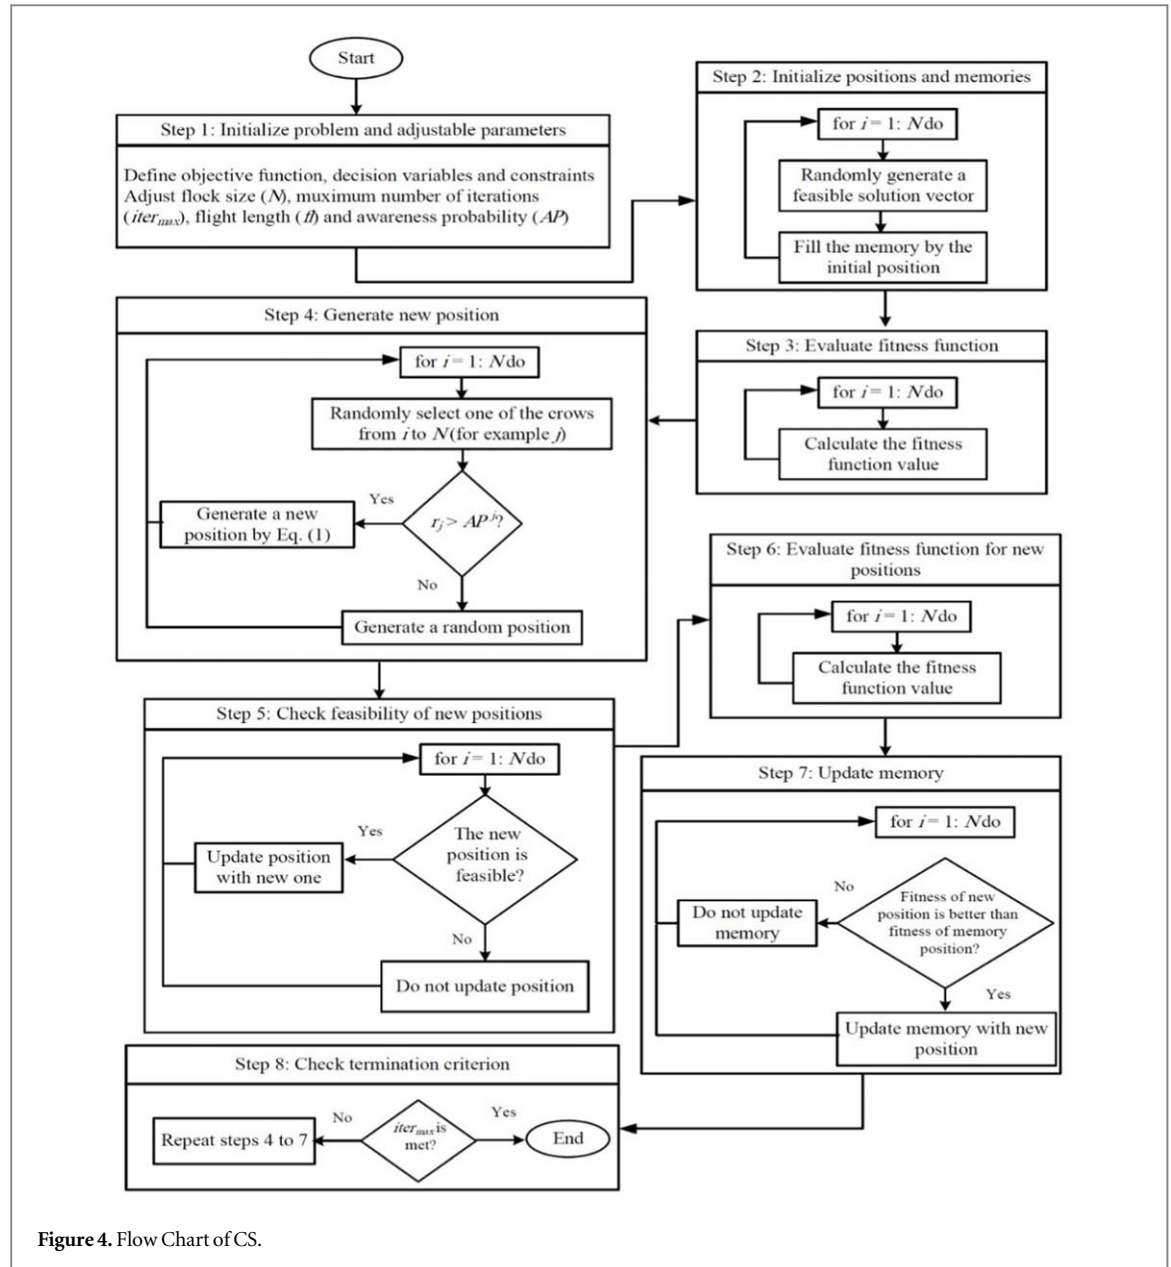 Start
Step 1: Initialize problem and adjustable parameters
Define objective function, decision variables and constraints
Adjust flock size (N), maximum number of iterations
(iter_max), flight length (fl) and awareness probability (AP)
Step 2: Initialize positions and memories
for i= 1: Ndo
Randomly generate a
feasible solution vector
Fill the memory by the
initial position
Step 3: Evaluate fitness function
for i= 1: Ndo
Calculate the fitness
function value
Step 4: Generate new position
for i= 1: Ndo
Randomly select one of the crows
from i to N(for example j)
r_j> AP^j?
Yes
Generate a new
position by Eq. (1)
No
Generate a random position
Step 5: Check feasibility of new positions
for i= 1: Ndo
The new
position is
feasible?
Yes
Update position
with new one
No
Do not update position
Step 6: Evaluate fitness function for new
positions
for i= 1: Ndo
Calculate the fitness
function value
Step 7: Update memory
for i= 1: Ndo
Fitness of new
position is better than
fitness of memory
position?
No
Do not update
memory
Yes
Update memory with new
position
Step 8: Check termination criterion
iter_max is
met?
No
Repeat steps 4 to 7
Yes
End
Figure 4. Flow Chart of CS.